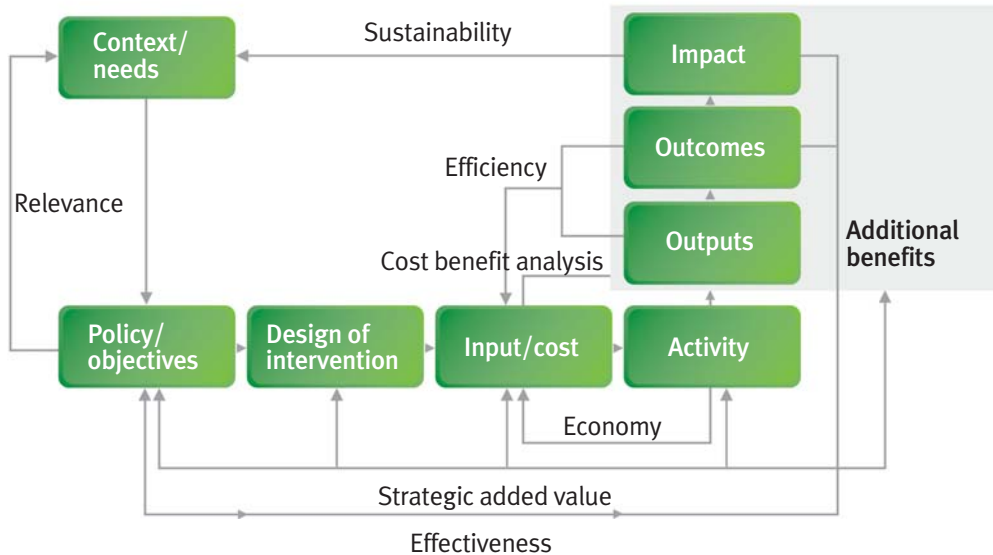 Sustainability
Context/
needs
Impact
Outcomes
Efficiency
Relevance
Outputs
Additional
benefits
Cost benefit analysis
Policy/
objectives
Design of
intervention
Input/cost
Activity
Economy
Strategic added value
Effectiveness